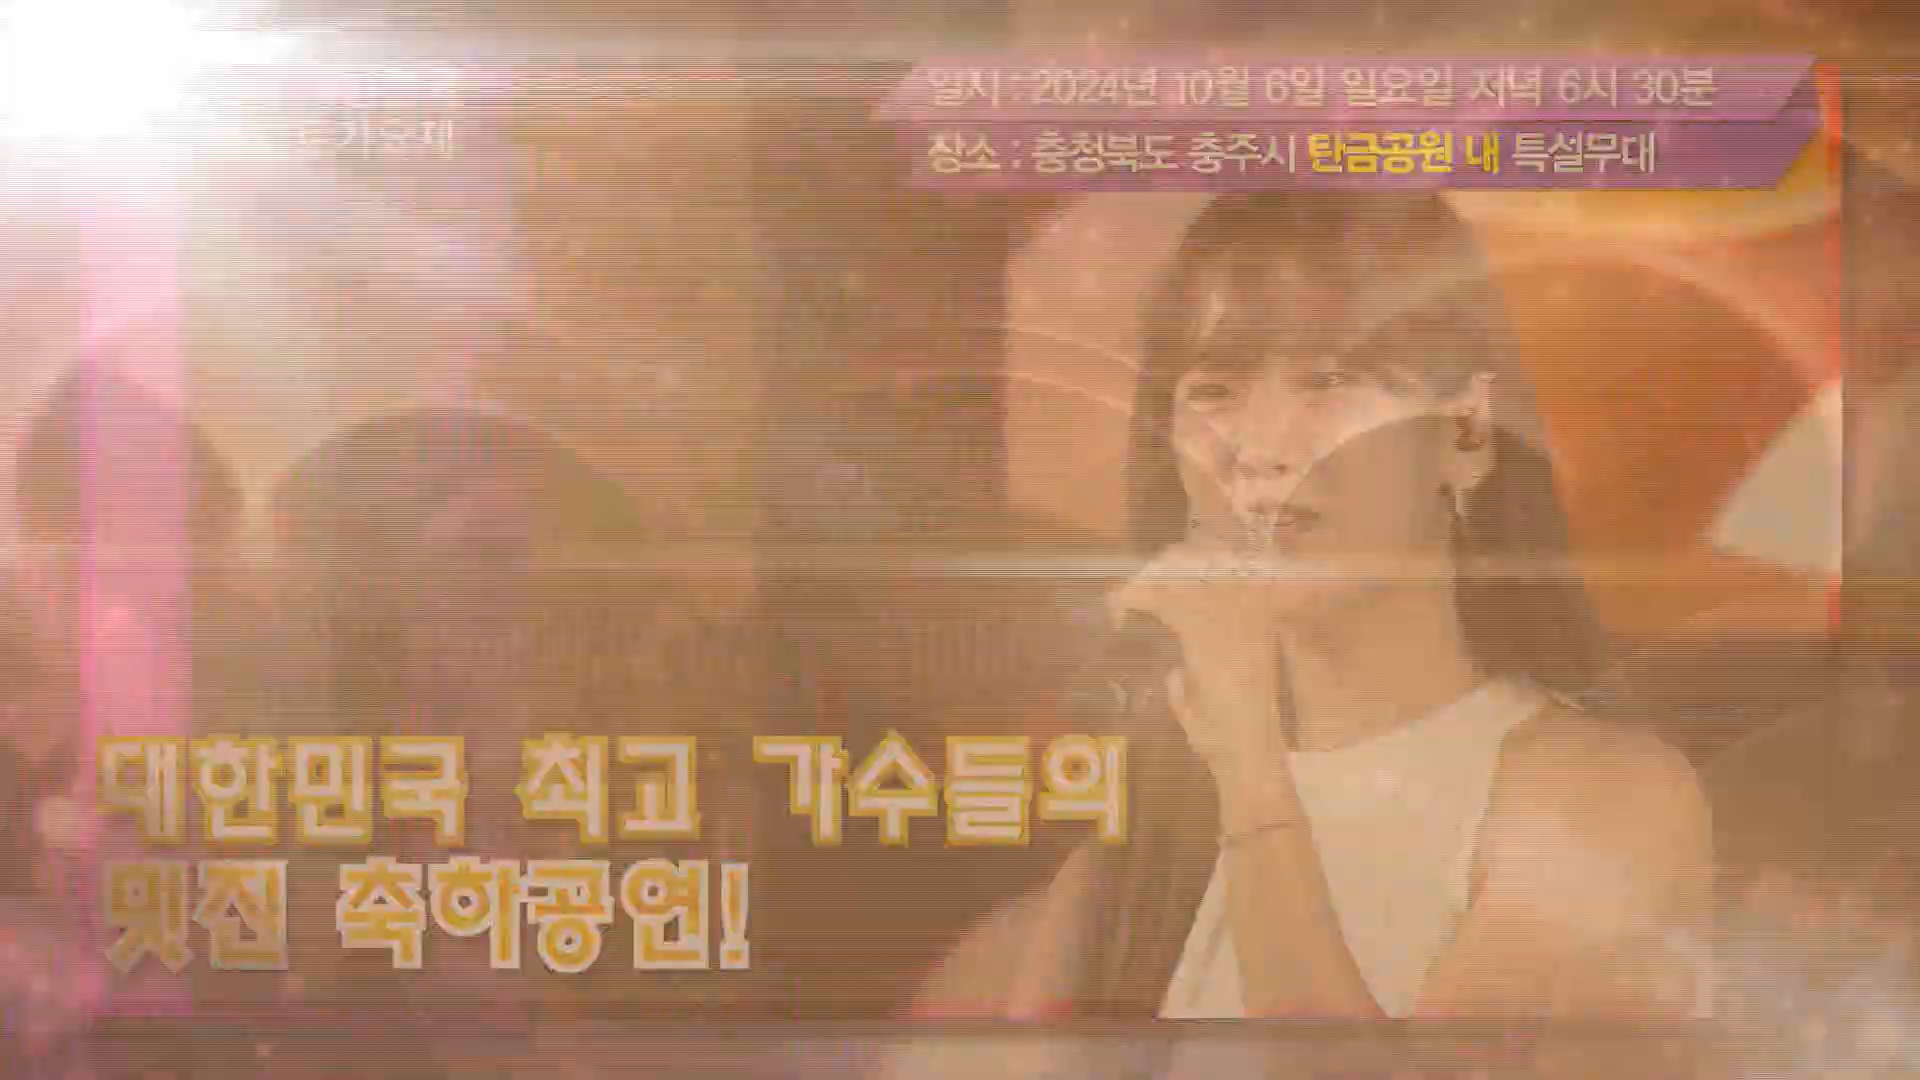 일시 : 2024년 10월 6일 일요일 저녁 6시 30분
장소 : 충청북도 충주시 탄금공원 내 특설무대
대한민국 최고 가수들의
멋진 축하공연!